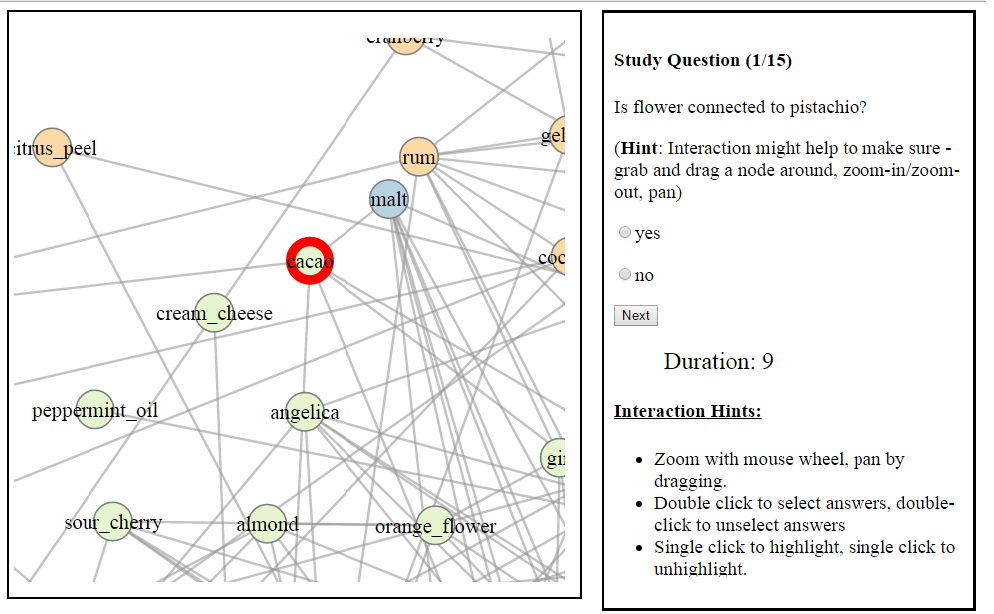 cranberry
citrus_peel
gel
rum
malt
cacao
coc
cream_cheese
peppermint_oil
angelica
gin
sour_cherry
almond
orange_flower
Study Question (1/15)
Is flower connected to pistachio?
(Hint: Interaction might help to make sure -
grab and drag a node around, zoom-in/zoom-
out, pan)
yes
no
Next
Duration: 9
Interaction Hints:
• Zoom with mouse wheel, pan by
dragging.
• Double click to select answers, double-
click to unselect answers
• Single click to highlight, single click to
unhighlight.